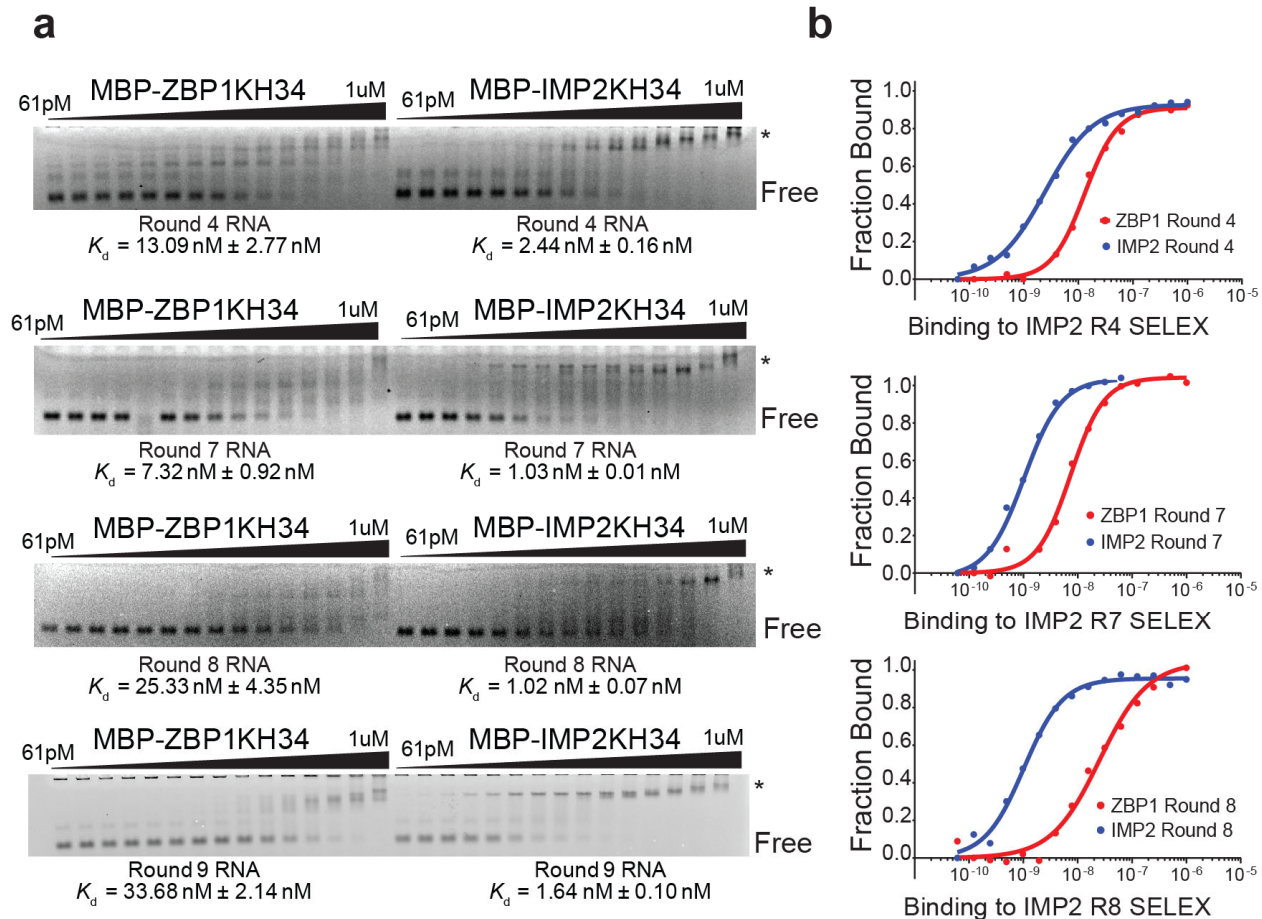 a
61pM MBP-ZBP1KH34 1uM
61pM MBP-IMP2KH34 1uM
*
Free
Round 4 RNA
Kd = 13.09 nM ± 2.77 nM
Round 4 RNA
Kd = 2.44 nM ± 0.16 nM
61pM MBP-ZBP1KH34 1uM
61pM MBP-IMP2KH34 1uM
*
Free
Round 7 RNA
Kd = 7.32 nM ± 0.92 nM
Round 7 RNA
Kd = 1.03 nM ± 0.01 nM
61pM MBP-ZBP1KH34 1uM
61pM MBP-IMP2KH34 1uM
*
Free
Round 8 RNA
Kd = 25.33 nM ± 4.35 nM
Round 8 RNA
Kd = 1.02 nM ± 0.07 nM
61pM MBP-ZBP1KH34 1uM
61pM MBP-IMP2KH34 1uM
*
Free
Round 9 RNA
Kd = 33.68 nM ± 2.14 nM
Round 9 RNA
Kd = 1.64 nM ± 0.10 nM
b
Fraction Bound
1.0
0.8
0.6
0.4
0.2
0.0
ZBP1 Round 4
IMP2 Round 4
10-10 10-9 10-8 10-7 10-6 10-5
Binding to IMP2 R4 SELEX
Fraction Bound
1.0
0.8
0.6
0.4
0.2
0.0
ZBP1 Round 7
IMP2 Round 7
10-10 10-9 10-8 10-7 10-6 10-5
Binding to IMP2 R7 SELEX
Fraction Bound
1.0
0.8
0.6
0.4
0.2
0.0
ZBP1 Round 8
IMP2 Round 8
10-10 10-9 10-8 10-7 10-6 10-5
Binding to IMP2 R8 SELEX